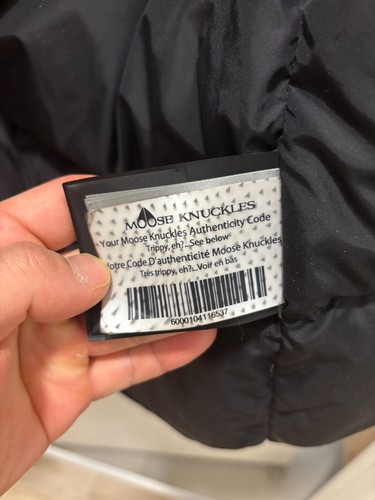 MOOSE KNUCKLES
Your Moose Knuckles Authenticity Code
Trippy, eh?...See below
Votre Code D'authenticité Moose Knuckles
Très trippy, eh?...Voir en bäs
6000104116537